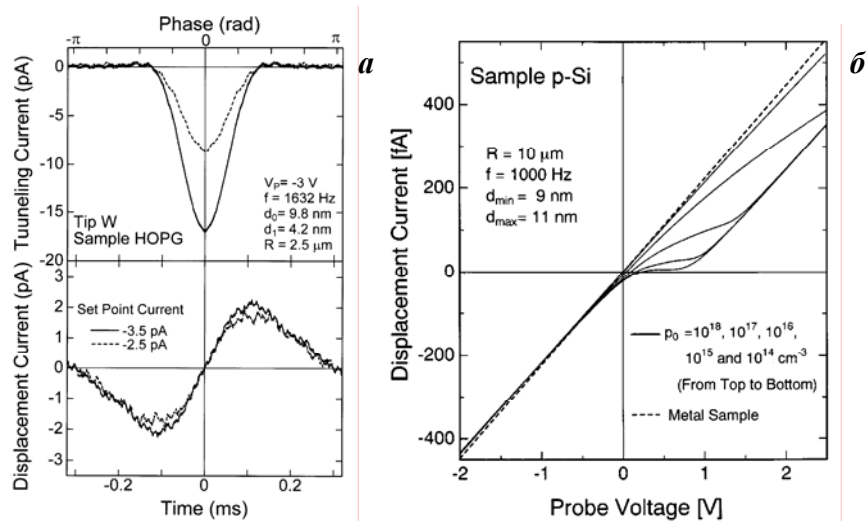 Phase (rad)
-π 0 π
а
Tuuneling Current (pA)
0
-5
-10
-15
-20
V_P= -3 V
f = 1632 Hz
d_0= 9.8 nm
d_1= 4.2 nm
R = 2.5 μm
Tip W
Sample HOPG
Displacement Current (pA)
3
2
1
0
-1
-2
-3
Set Point Current
-3.5 pA
-2.5 pA
-0.2 0 0.2
Time (ms)
б
Displacement Current [fA]
400
200
0
-200
-400
Sample p-Si
R = 10 μm
f = 1000 Hz
d_min = 9 nm
d_max = 11 nm
p_0 = 10^18, 10^17, 10^16,
10^15 and 10^14 cm^-3
(From Top to Bottom)
Metal Sample
-2 -1 0 1 2
Probe Voltage [V]